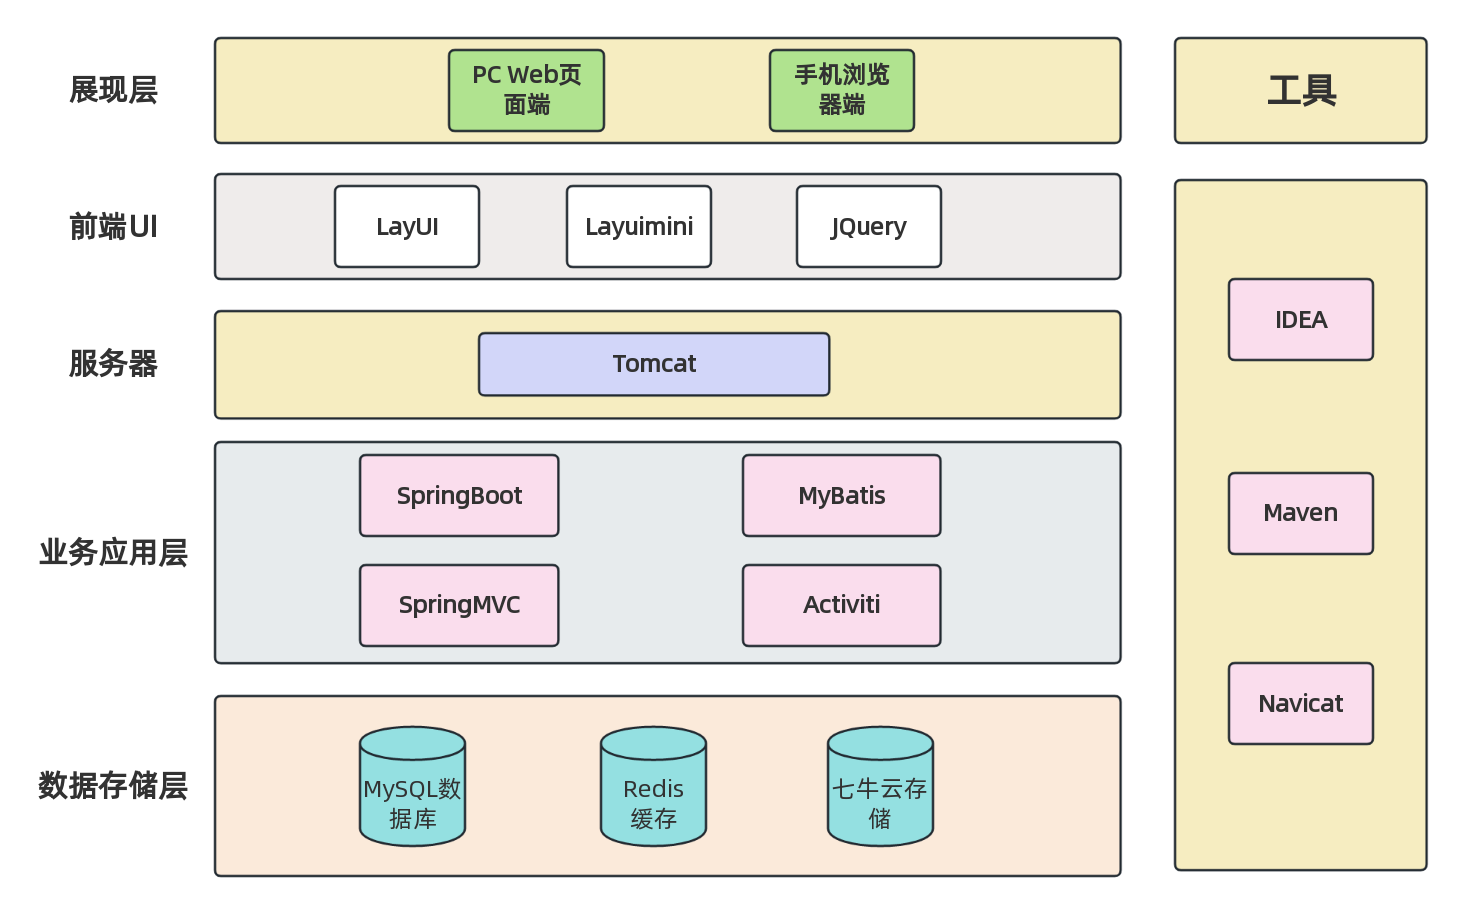 展现层
PC Web页
面端
手机浏览
器端
工具
前端UI
LayUI
Layuimini
JQuery
服务器
Tomcat
业务应用层
SpringBoot
MyBatis
SpringMVC
Activiti
数据存储层
MySQL数
据库
Redis
缓存
七牛云存
储
IDEA
Maven
Navicat